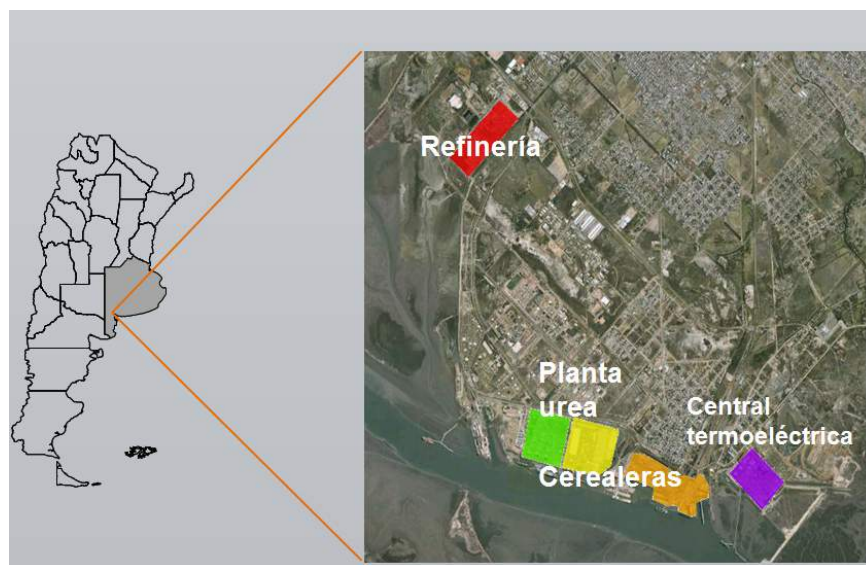 Refinería
Planta
urea
Central
termoeléctrica
Cerealeras